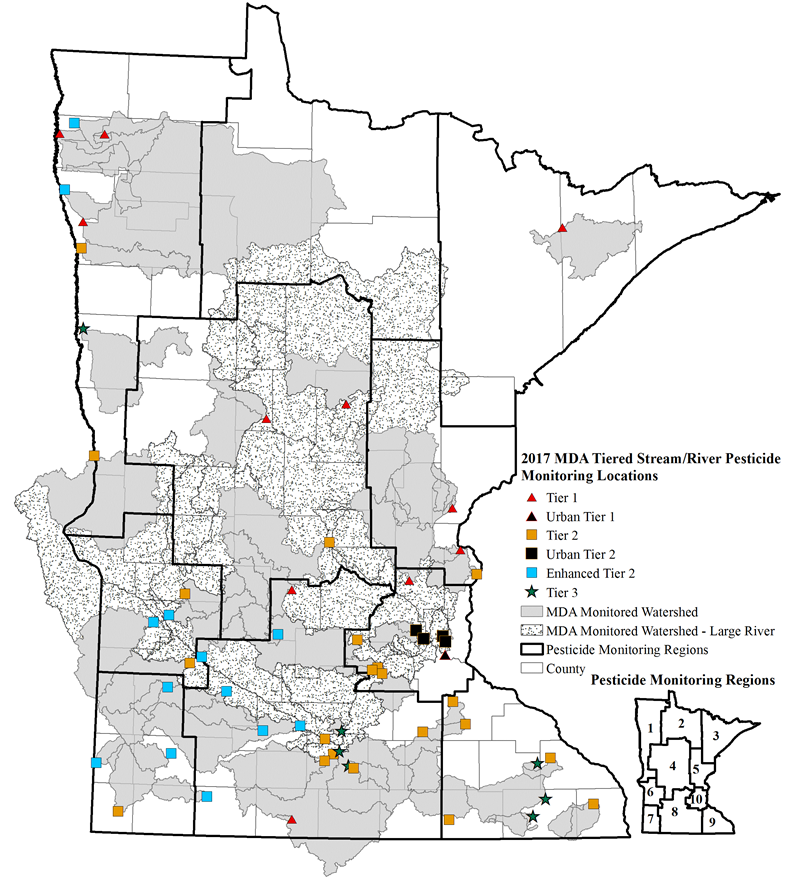 2017 MDA Tiered Stream/River Pesticide
Monitoring Locations
Tier 1
Urban Tier 1
Tier 2
Urban Tier 2
Enhanced Tier 2
Tier 3
MDA Monitored Watershed
MDA Monitored Watershed - Large River
Pesticide Monitoring Regions
County
Pesticide Monitoring Regions
1
2
3
4
5
6
10
7
8
9